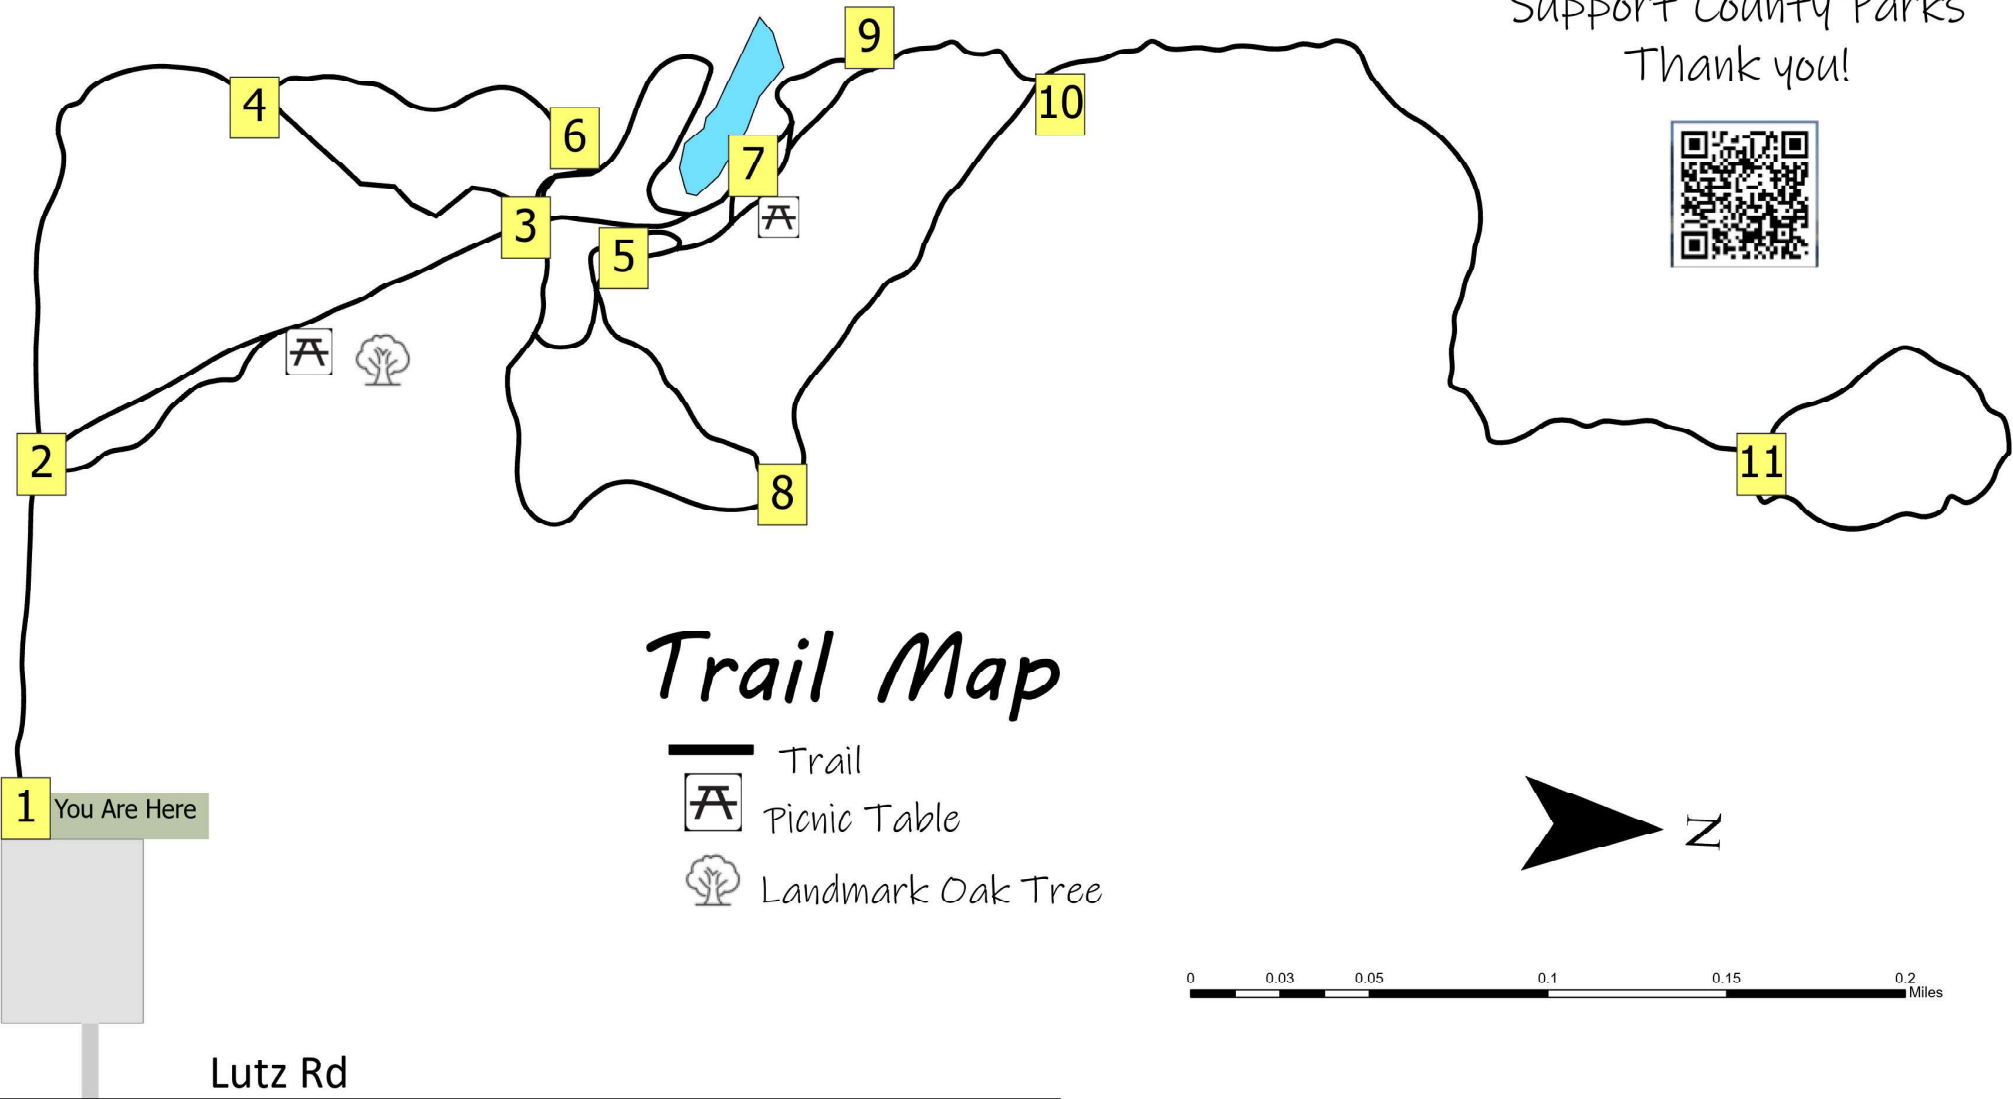 Support County Parks
Thank you!
9
4
10
6
7
3
5
2
11
8
Trail Map
Trail
1 You Are Here
Picnic Table
N
Landmark Oak Tree
0 0.03 0.05 0.1 0.15 0.2
Miles
Lutz Rd